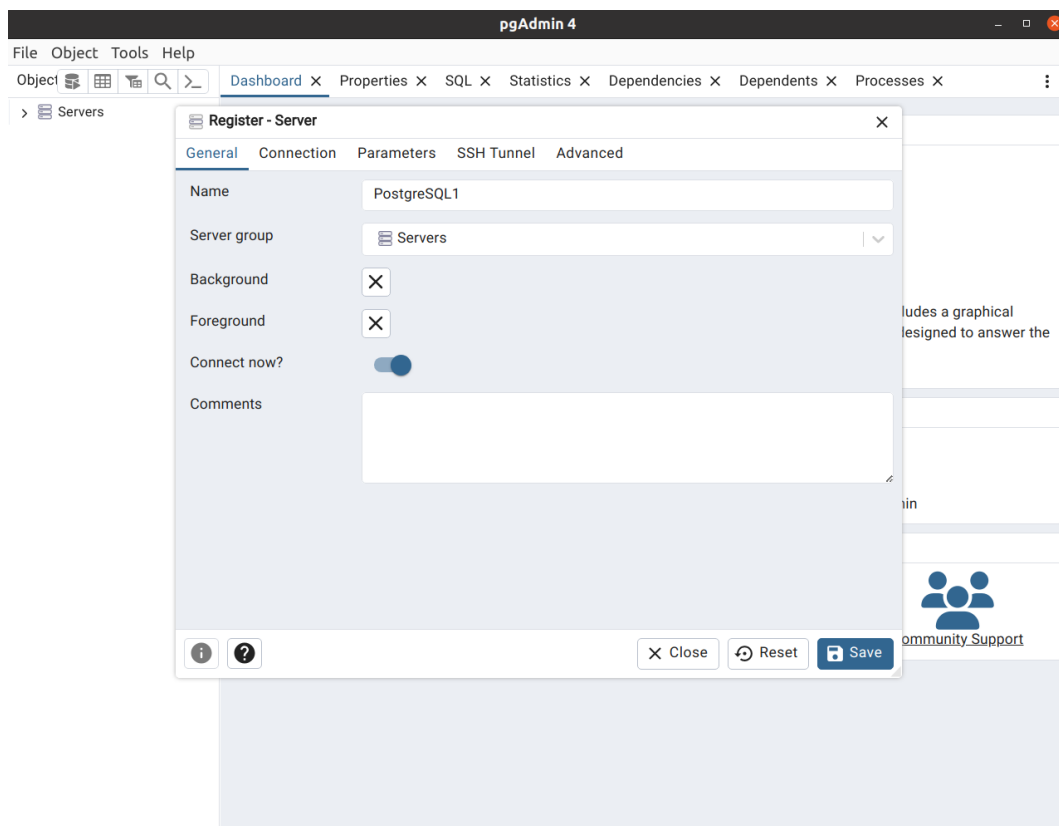 pgAdmin 4
File Object Tools Help
Object
Dashboard Properties SQL Statistics Dependencies Dependents Processes
Servers
Register - Server
General Connection Parameters SSH Tunnel Advanced
Name PostgreSQL1
Server group Servers
Background
ludes a graphical
Foreground
designed to answer the
Connect now?
Comments
min
Close Reset Save
ommunity Support